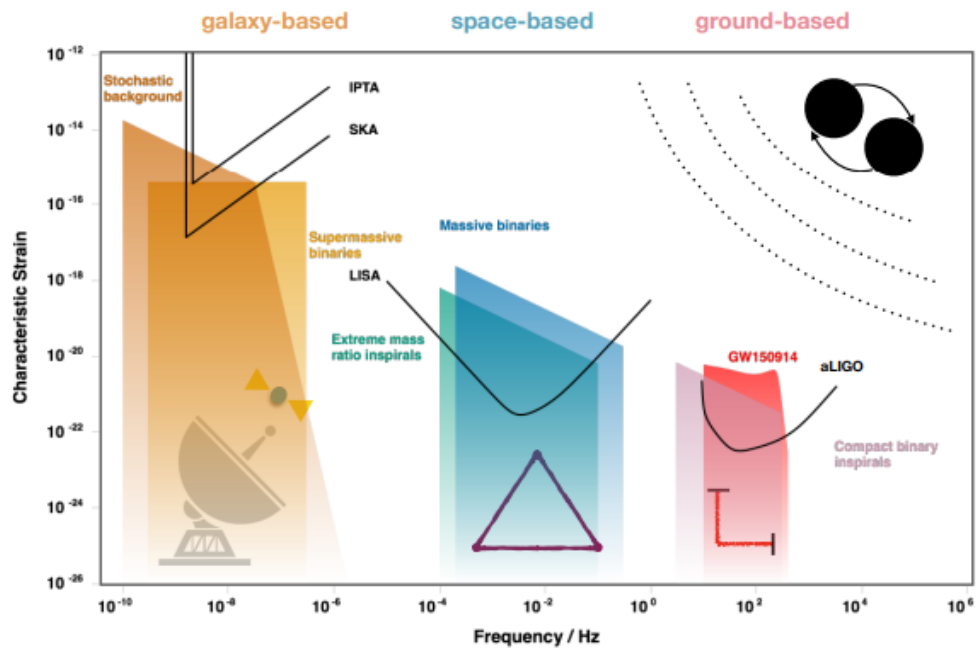 galaxy-based space-based ground-based
10^-12
Stochastic
background
IPTA
10^-14
SKA
10^-16
Supermassive
binaries
Massive binaries
LISA
10^-18
Extreme mass
ratio inspirals
10^-20
GW150914
aLIGO
10^-22
Compact binary
inspirals
10^-24
10^-26
Characteristic Strain
10^-10 10^-8 10^-6 10^-4 10^-2 10^0 10^2 10^4 10^6
Frequency / Hz